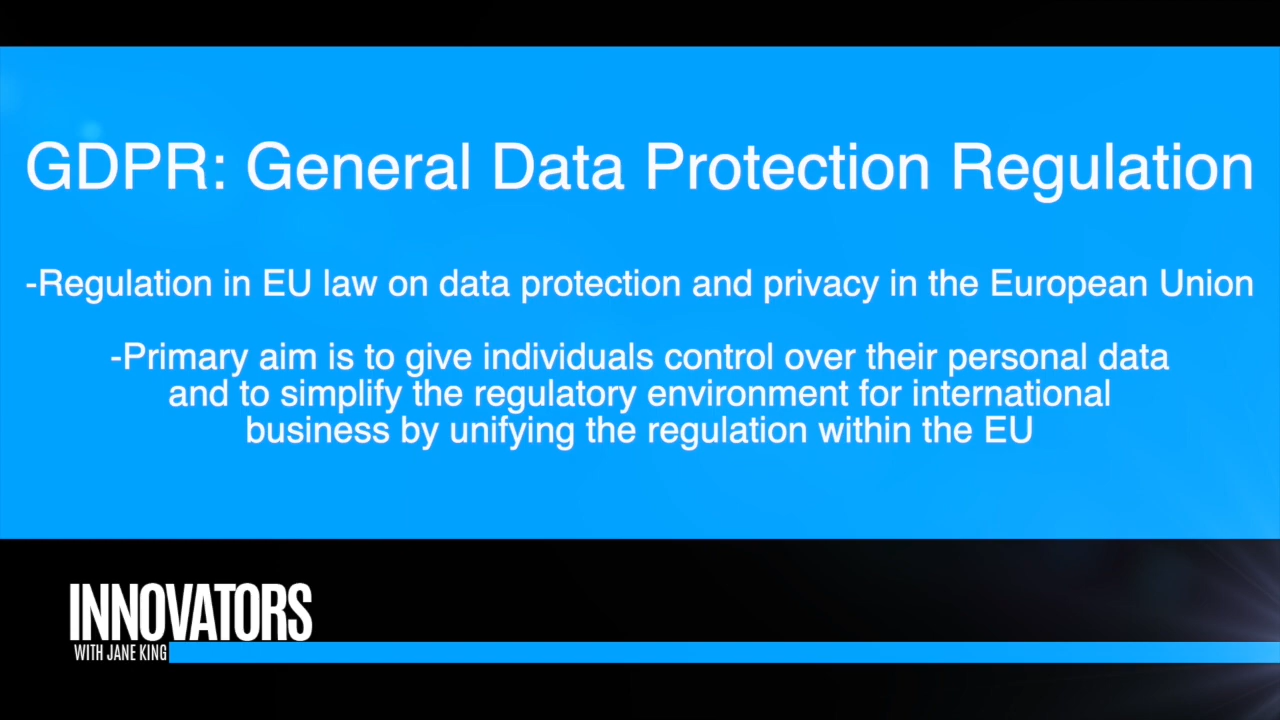 GDPR: General Data Protection Regulation
-Regulation in EU law on data protection and privacy in the European Union
-Primary aim is to give individuals control over their personal data
and to simplify the regulatory environment for international
business by unifying the regulation within the EU
INNOVATORS
WITH JANE KING